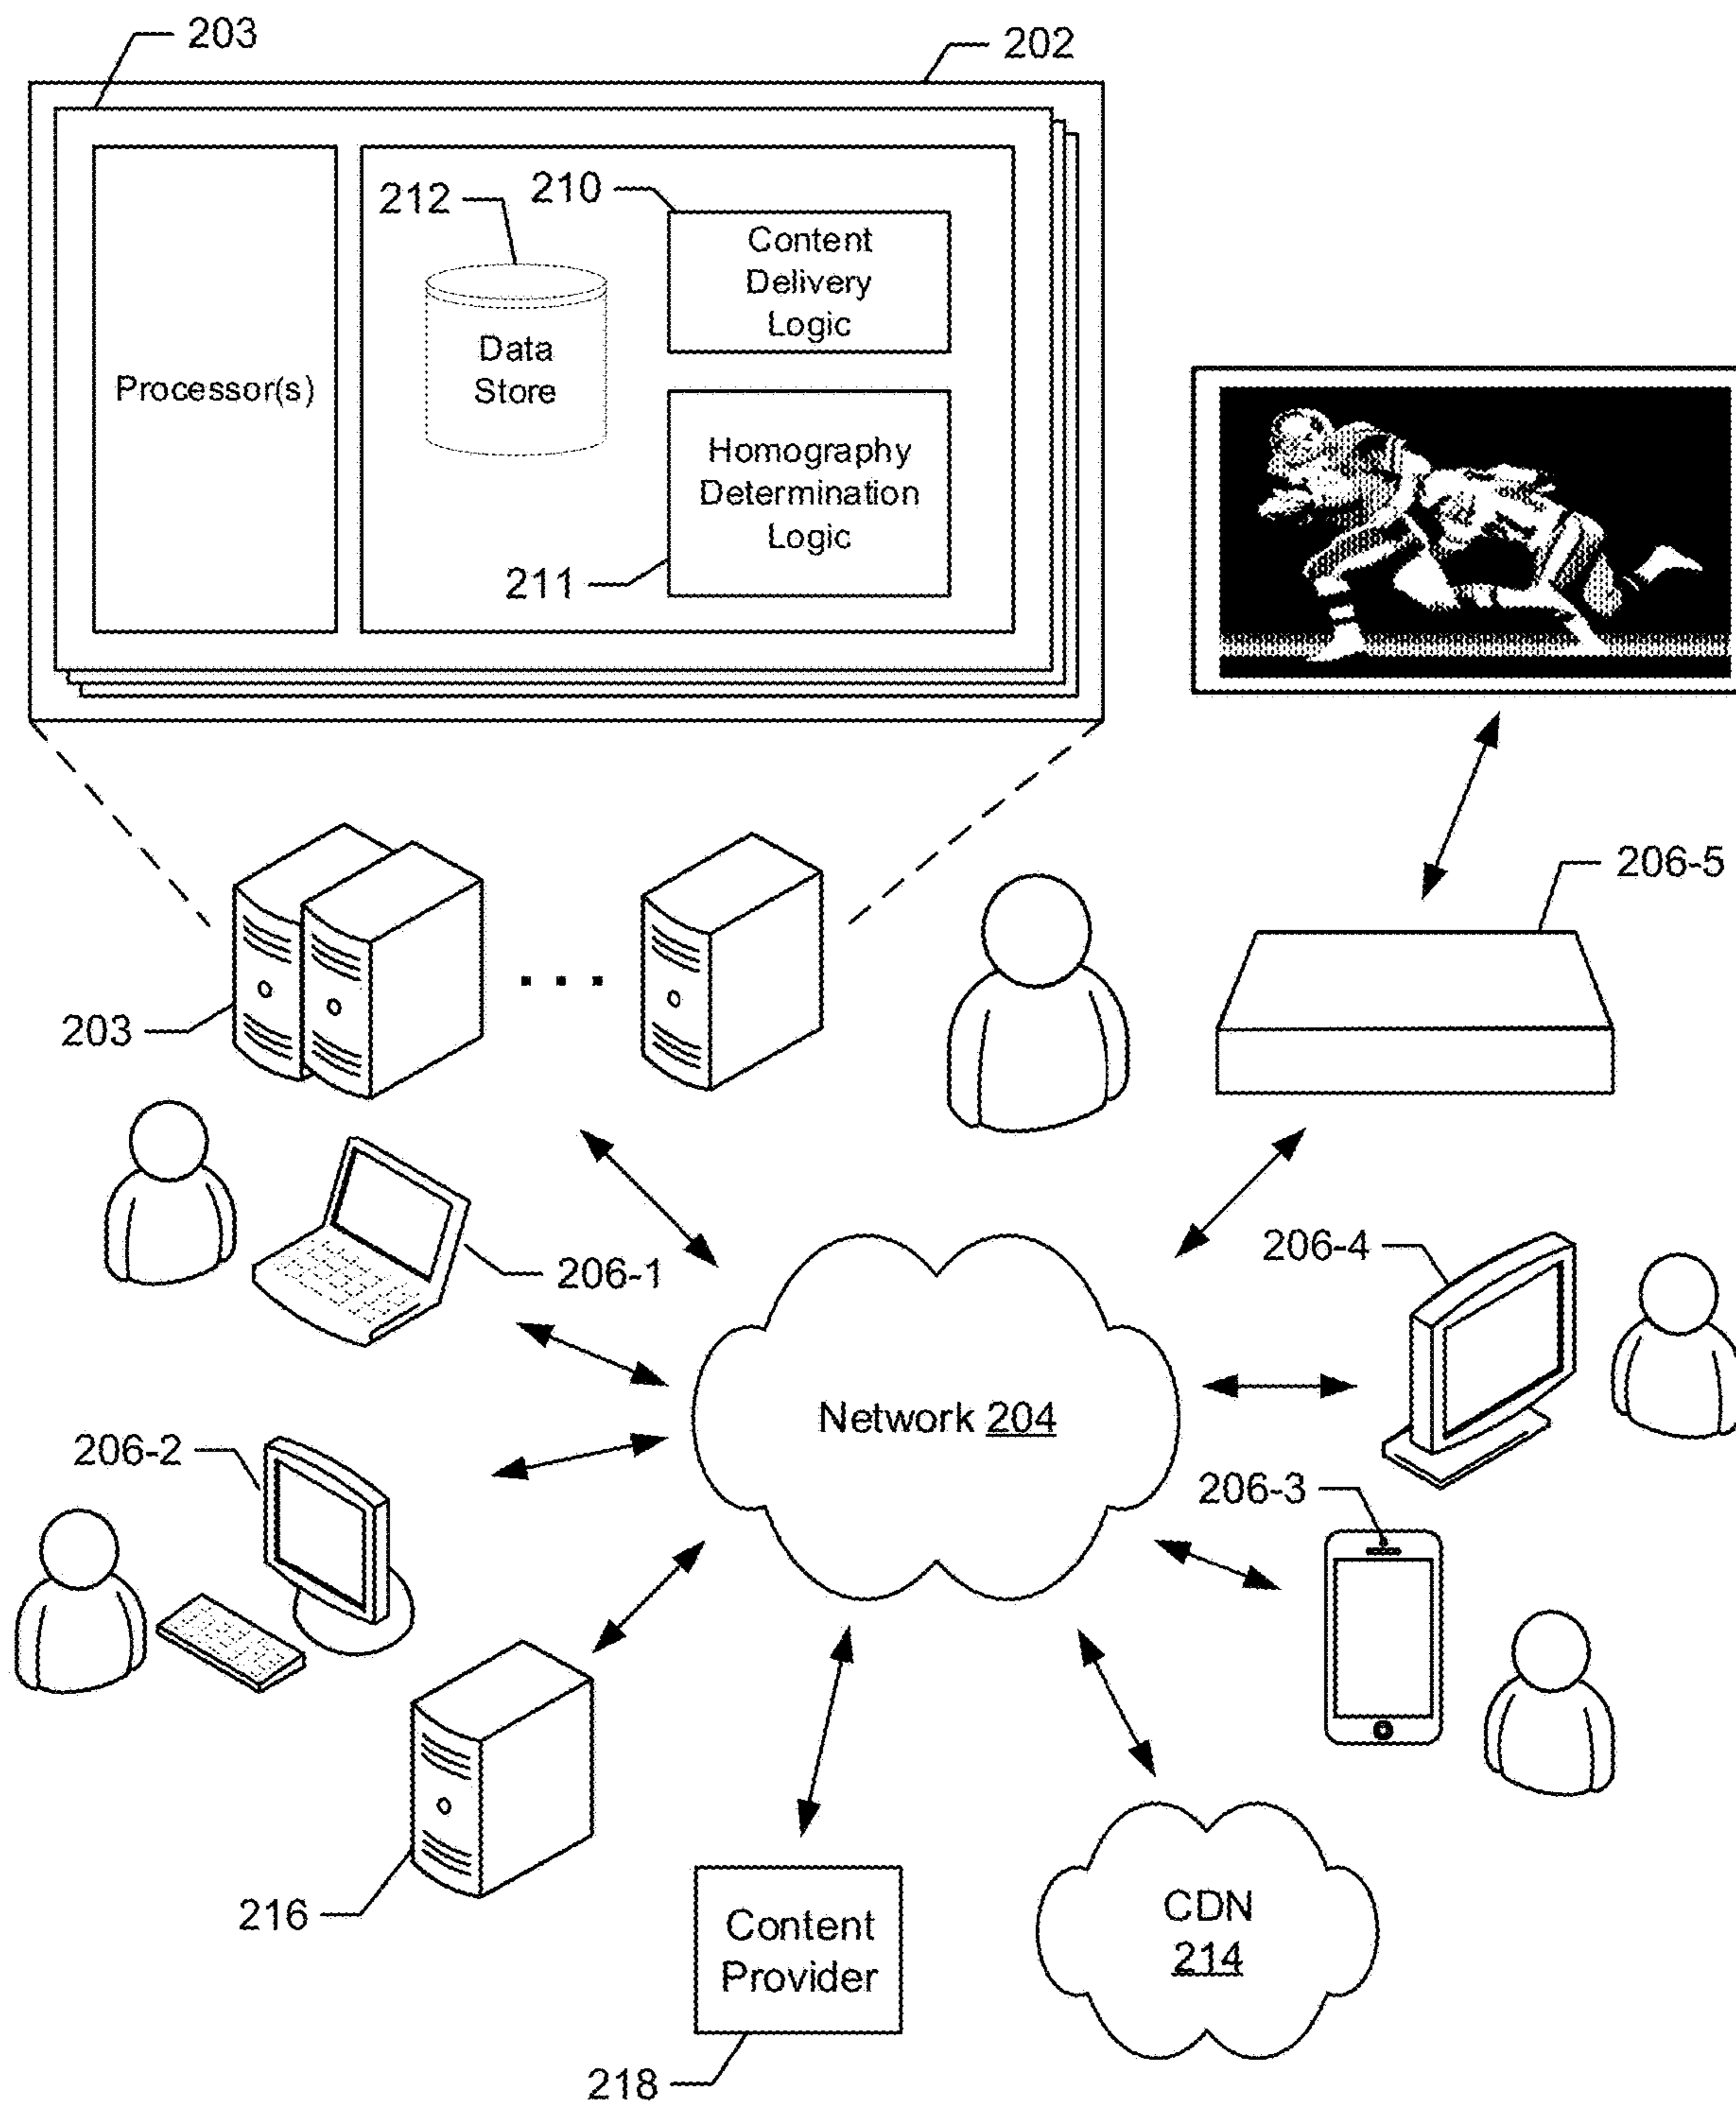 203
202
212
210
Content
Delivery
Logic
Data
Store
Processor(s)
Homography
Determination
Logic
211
206-5
203
206-1
206-4
Network 204
206-2
206-3
216
Content
Provider
CDN
214
218